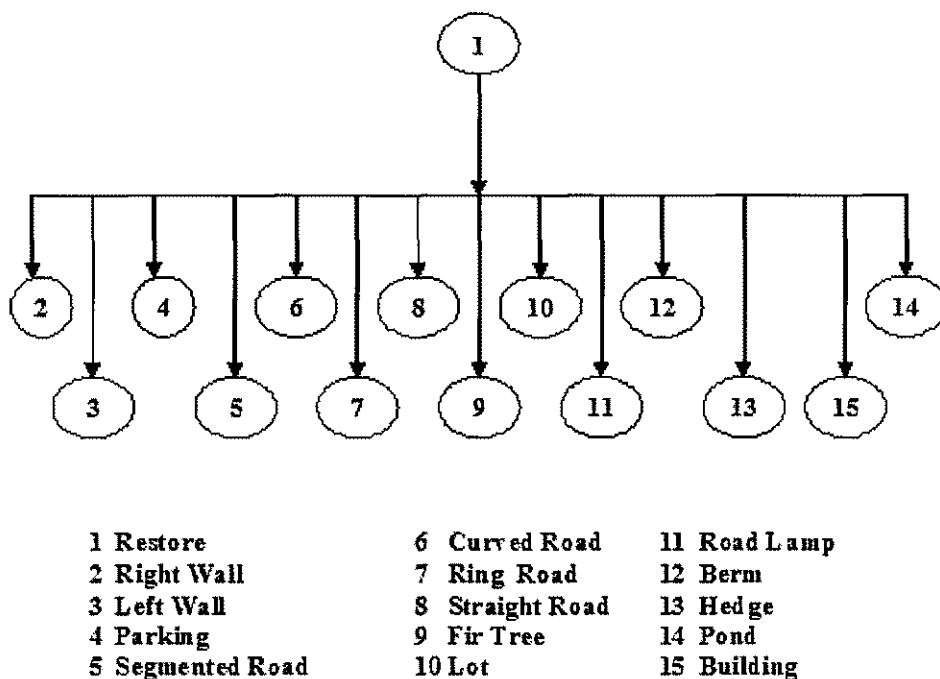 1
2 4 6 8 10 12 14
3 5 7 9 11 13 15
1 Restore
2 Right Wall
3 Left Wall
4 Parking
5 Segmented Road
6 Curved Road
7 Ring Road
8 Straight Road
9 Fir Tree
10 Lot
11 Road Lamp
12 Berm
13 Hedge
14 Pond
15 Building